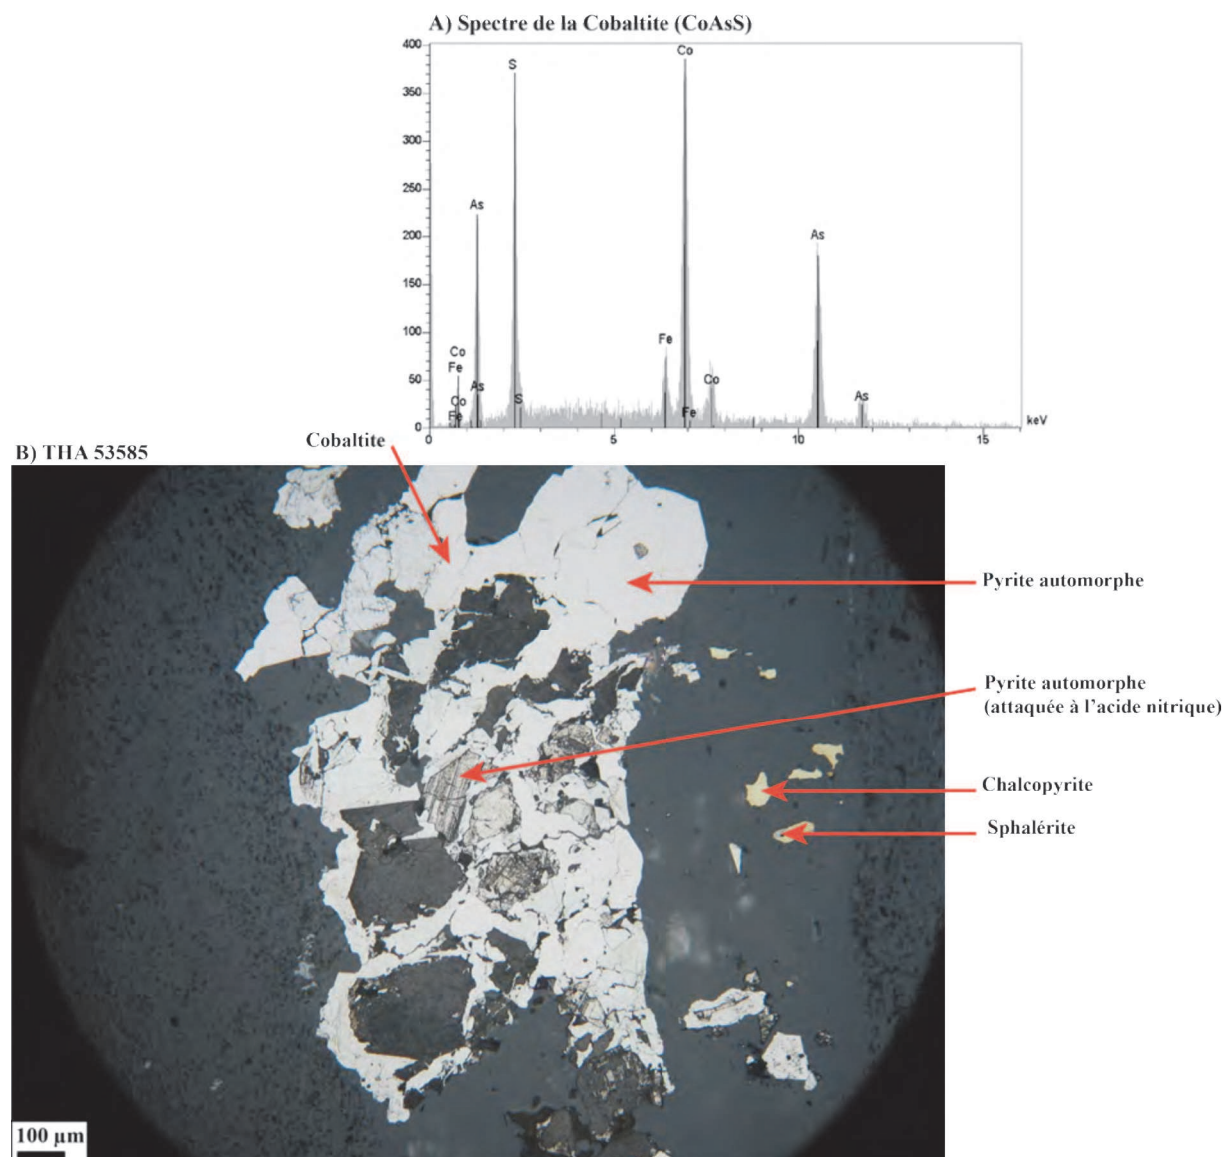 A) Spectre de la Cobaltite (CoAsS)
400
350
300
250
200
150
100
50
0
S
Co
As
As
Co
Fe
Fe
Co
As
Co
As
S
Fe
Co
Fe
0
5
10
15
keV
B) THA 53585
Cobaltite
Pyrite automorphe
Pyrite automorphe
(attaquée à l'acide nitrique)
Chalcopyrite
Sphalérite
100 µm